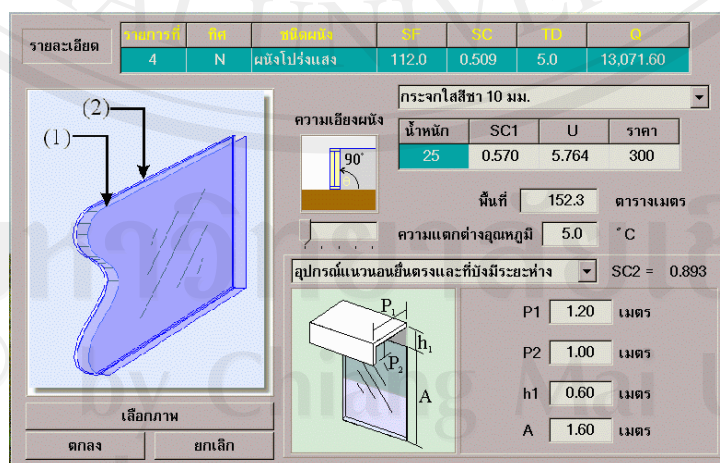 รายละเอียด
รายการที่ ทิศ ชนิดผนัง SF SC TD Q
4 N ผนังโปร่งแสง 112.0 0.509 5.0 13,071.60
(2)
(1)
ความเอียงผนัง
90°
กระจกใสสีชา 10 มม.
น้ำหนัก SC1 U ราคา
25 0.570 5.764 300
พื้นที่ 152.3 ตารางเมตร
ความแตกต่างอุณหภูมิ 5.0 °C
อุปกรณ์แนวนอนยื่นตรงและที่บังมีระยะห่าง SC2 = 0.893
P1
h1
P2
A
P1 1.20 เมตร
P2 1.00 เมตร
h1 0.60 เมตร
A 1.60 เมตร
เลือกภาพ
ตกลง ยกเลิก
by Chiang Mai U